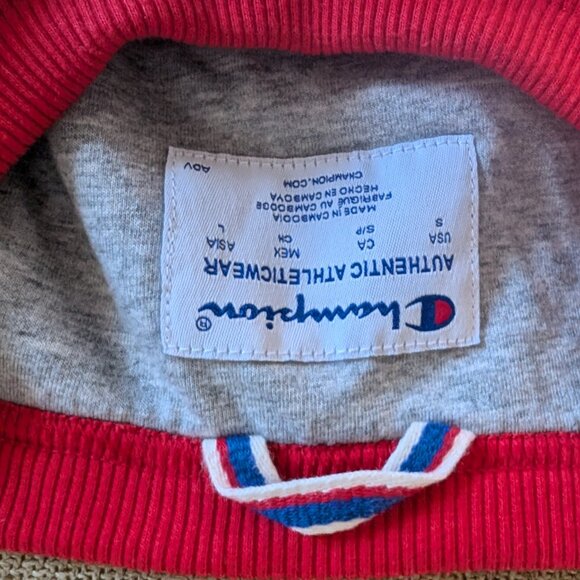 Champion®
AUTHENTIC ATHLETICWEAR
USA CA MEX ASIA
S S/P CH L
MADE IN CAMBODIA
FABRIQUÉ AU CAMBODGE
HECHO EN CAMBOYA
CHAMPION.COM
ADV